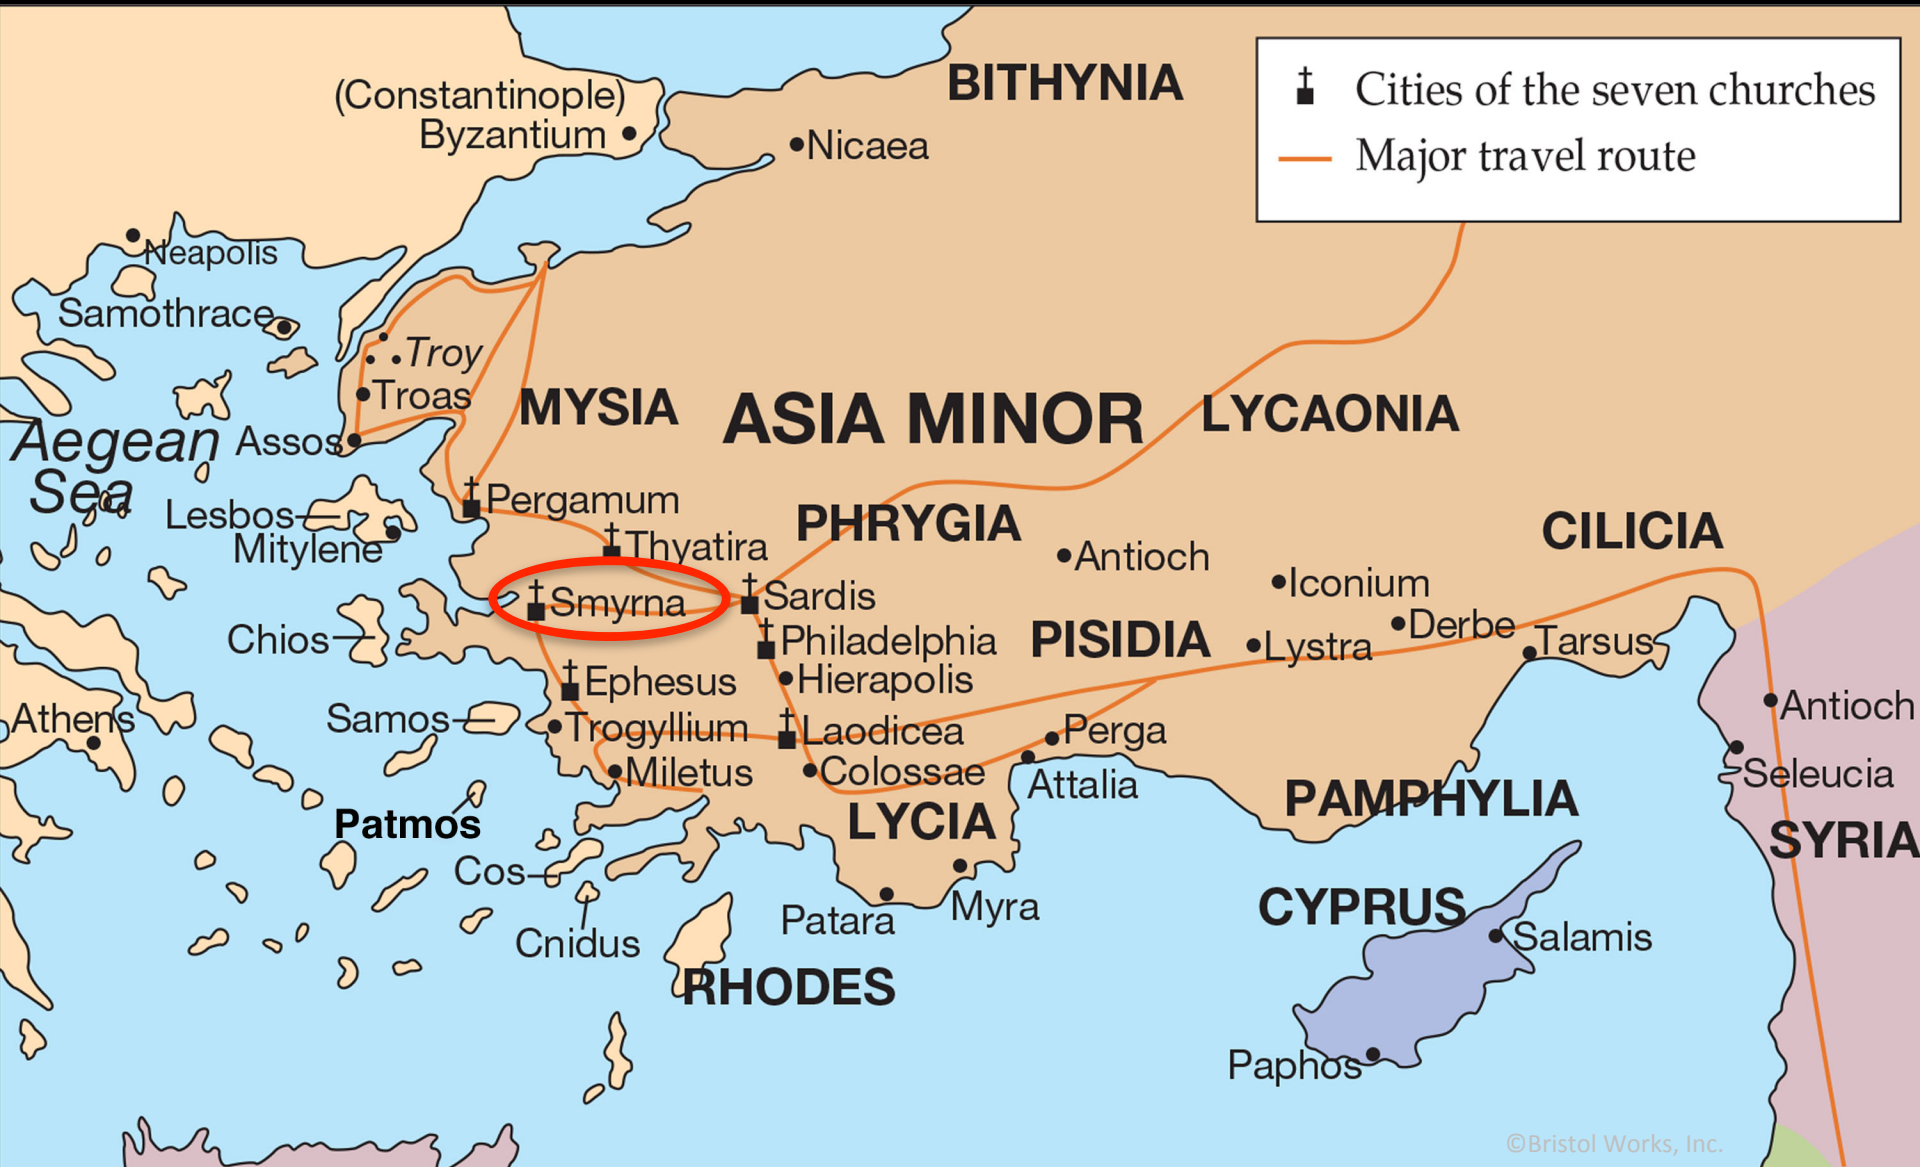 BITHYNIA
Cities of the seven churches
Major travel route
(Constantinople)
Byzantium
Nicaea
Neapolis
Samothrace
Troy
Troas
MYSIA
ASIA MINOR
LYCAONIA
Aegean
Sea
Assos
Lesbos
Mitylene
Pergamum
Thyatira
PHRYGIA
Antioch
CILICIA
Smyrna
Sardis
Iconium
Chios
Philadelphia
PISIDIA
Lystra
Derbe
Tarsus
Ephesus
Hierapolis
Athens
Samos
Trogyllium
Laodicea
Perga
Antioch
Miletus
Colossae
Attalia
Seleucia
Patmos
LYCIA
PAMPHYLIA
SYRIA
Cos
Cnidus
Patara
Myra
CYPRUS
Salamis
RHODES
Paphos
©Bristol Works, Inc.